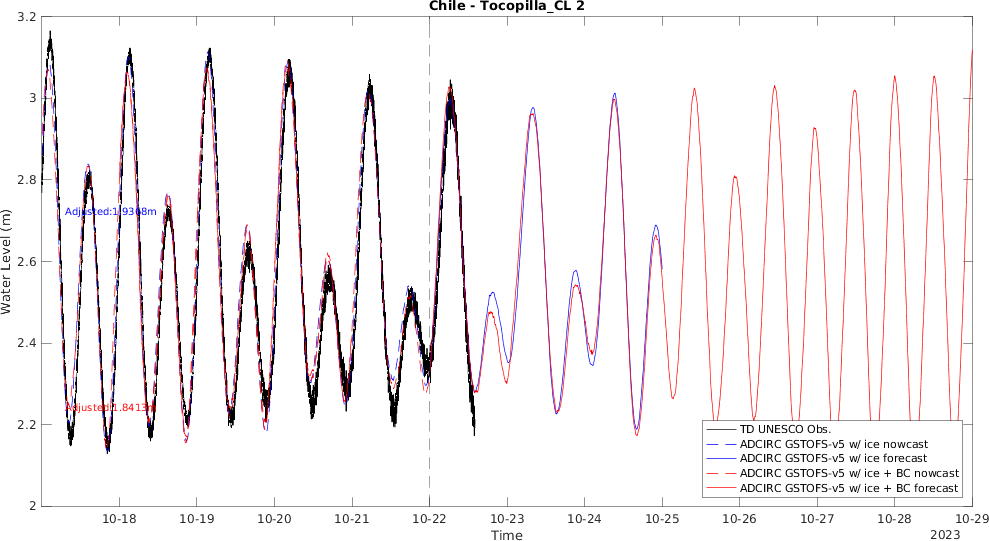 Chile - Tocopilla_CL 2
3.2
3
2.8
2.6
2.4
2.2
2
Water Level (m)
Adjusted:1.9368m
Adjusted:1.8413m
TD UNESCO Obs.
ADCIRC GSTOFS-v5 w/ ice nowcast
ADCIRC GSTOFS-v5 w/ ice forecast
ADCIRC GSTOFS-v5 w/ ice + BC nowcast
ADCIRC GSTOFS-v5 w/ ice + BC forecast
10-18 10-19 10-20 10-21 10-22 10-23 10-24 10-25 10-26 10-27 10-28 10-29
Time
2023